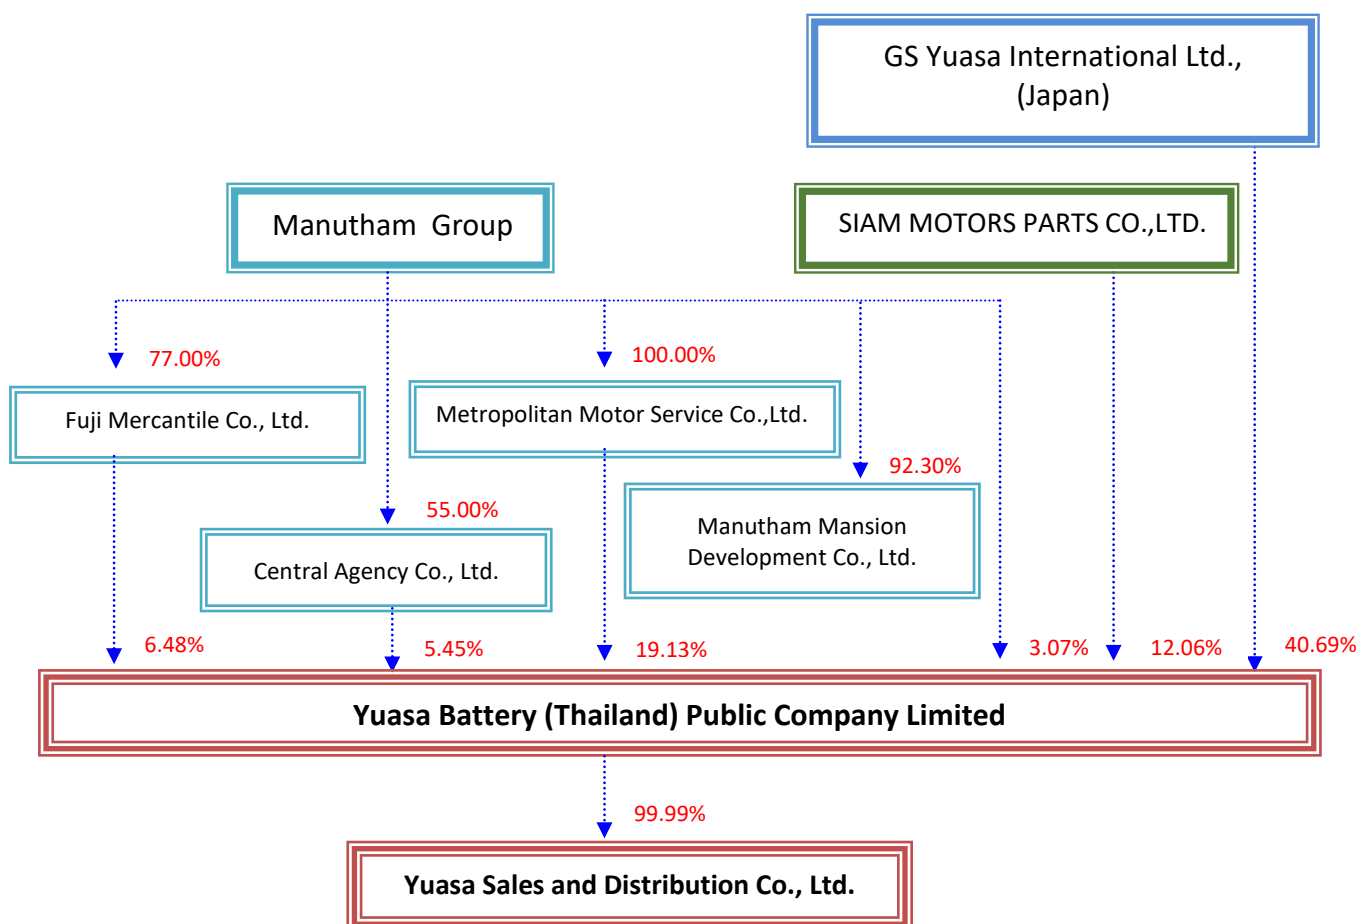 GS Yuasa International Ltd.,
(Japan)
Manutham Group
SIAM MOTORS PARTS CO.,LTD.
77.00%
100.00%
Fuji Mercantile Co., Ltd.
Metropolitan Motor Service Co.,Ltd.
92.30%
55.00%
Manutham Mansion
Development Co., Ltd.
Central Agency Co., Ltd.
6.48%
5.45%
19.13%
3.07%
12.06%
40.69%
Yuasa Battery (Thailand) Public Company Limited
99.99%
Yuasa Sales and Distribution Co., Ltd.